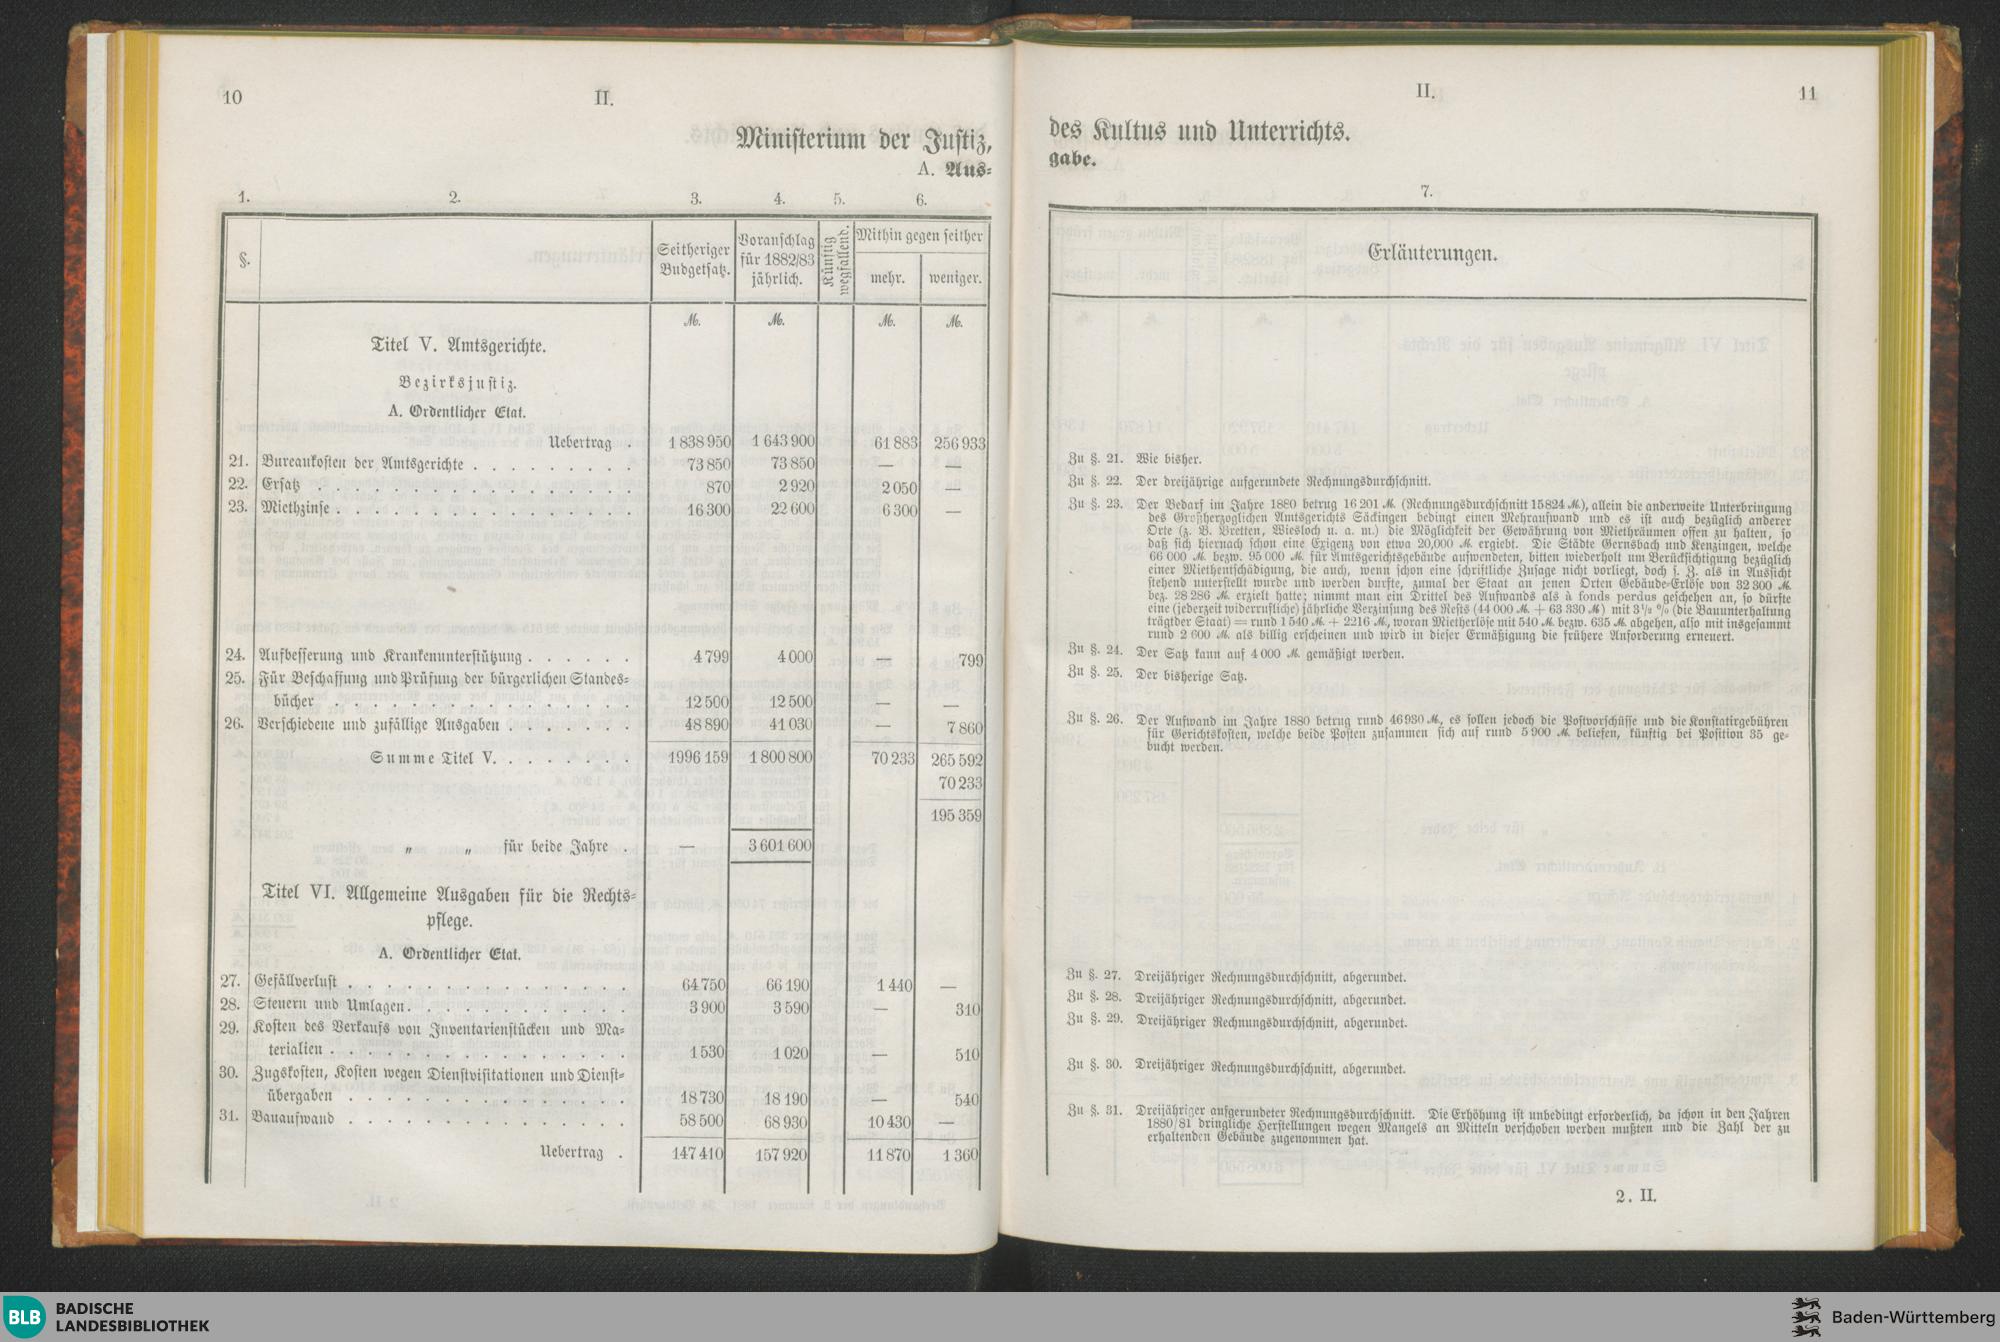 10
II.
Ministerium der Justiz,
A. Aus-
1. 2. 3. 4. 5. 6.
§. Seitheriger Budgetsatz. Voranschlag für 1882/83 jährlich. Künftig wegfallend. Mithin gegen seither
mehr. weniger.
M. M. M. M.
Titel V. Amtsgerichte.
Bezirksjustiz.
A. Ordentlicher Etat.
Uebertrag . 1 838 950 1 643 900 61 883 256 933
21. Bureaukosten der Amtsgerichte . . . . . . . . . 73 850 73 850 — —
22. Ersatz . . . . . . . . . . . . . . . . . 870 2 920 2 050 —
23. Miethzinse . . . . . . . . . . . . . . . . 16 300 22 600 6 300 —
24. Aufbesserung und Krankenunterstützung . . . . . . 4 799 4 000 — 799
25. Für Beschaffung und Prüfung der bürgerlichen Standes-
bücher . . . . . . . . . . . . . . . . . 12 500 12 500 — —
26. Verschiedene und zufällige Ausgaben . . . . . . . 48 890 41 030 — 7 860
Summe Titel V. . . . . . . . 1 996 159 1 800 800 70 233 265 592
70 233
195 359
„ „ für beide Jahre . — 3 601 600
Titel VI. Allgemeine Ausgaben für die Rechts-
pflege.
A. Ordentlicher Etat.
27. Gefällverlust . . . . . . . . . . . . . . . 64 750 66 190 1 440 —
28. Steuern und Umlagen . . . . . . . . . . . . 3 900 3 590 — 310
29. Kosten des Verkaufs von Inventarienstücken und Ma-
terialien . . . . . . . . . . . . . . . . 1 530 1 020 — 510
30. Zugskosten, Kosten wegen Dienstvisitationen und Dienst-
übergaben . . . . . . . . . . . . . . . 18 730 18 190 — 540
31. Bauaufwand . . . . . . . . . . . . . . . 58 500 68 930 10 430 —
Uebertrag . 147 410 157 920 11 870 1 360
II.
11
des Kultus und Unterrichts.
gabe.
7.
Erläuterungen.
Zu §. 21. Wie bisher.
Zu §. 22. Der dreijährige aufgerundete Rechnungsdurchschnitt.
Zu §. 23. Der Bedarf im Jahre 1880 betrug 16 201 M. (Rechnungsdurchschnitt 15 824 M.), allein die anderweite Unterbringung
des Großherzoglichen Amtsgerichts Säckingen bedingt einen Mehraufwand und es ist auch bezüglich anderer
Orte (z. B. Bretten, Wiesloch u. a. m.) die Möglichkeit der Gewährung von Miethräumen offen zu halten, so
daß sich hiernach schon eine Exigenz von etwa 20,000 M. ergiebt. Die Städte Gernsbach und Kenzingen, welche
66 000 M. bezw. 95 000 M. für Amtsgerichtsgebäude aufwendeten, bitten wiederholt um Berücksichtigung bezüglich
einer Miethentschädigung, die auch, wenn schon eine schriftliche Zusage nicht vorliegt, doch s. Z. als in Aussicht
stehend unterstellt wurde und werden durfte, zumal der Staat an jenen Orten Gebäude-Erlöse von 32 300 M.
bez. 28 286 M. erzielt hatte; nimmt man ein Drittel des Aufwands als à fonds perdus geschehen an, so dürfte
eine (jederzeit widerrufliche) jährliche Verzinsung des Rests (44 000 M. + 63 330 M) mit 3½ % (die Bauunterhaltung
trägtder Staat) = rund 1 540 M. + 2216 M., woran Mietherlöse mit 540 M. bezw. 635 M. abgehen, also mit insgesammt
rund 2 600 M. als billig erscheinen und wird in dieser Ermäßigung die frühere Anforderung erneuert.
Zu §. 24. Der Satz kann auf 4 000 M. gemäßigt werden.
Zu §. 25. Der bisherige Satz.
Zu §. 26. Der Aufwand im Jahre 1880 betrug rund 46 930 M., es sollen jedoch die Postvorschüsse und die Konstatirgebühren
für Gerichtskosten, welche beide Posten zusammen sich auf rund 5 900 M. beliefen, künftig bei Position 35 ge-
bucht werden.
Zu §. 27. Dreijähriger Rechnungsdurchschnitt, abgerundet.
Zu §. 28. Dreijähriger Rechnungsdurchschnitt, abgerundet.
Zu §. 29. Dreijähriger Rechnungsdurchschnitt, abgerundet.
Zu §. 30. Dreijähriger Rechnungsdurchschnitt, abgerundet.
Zu §. 31. Dreijähriger aufgerundeter Rechnungsdurchschnitt. Die Erhöhung ist unbedingt erforderlich, da schon in den Jahren
1880/81 dringliche Herstellungen wegen Mangels an Mitteln verschoben werden mußten und die Zahl der zu
erhaltenden Gebäude zugenommen hat.
2. II.
BLB BADISCHE
LANDESBIBLIOTHEK
Baden-Württemberg